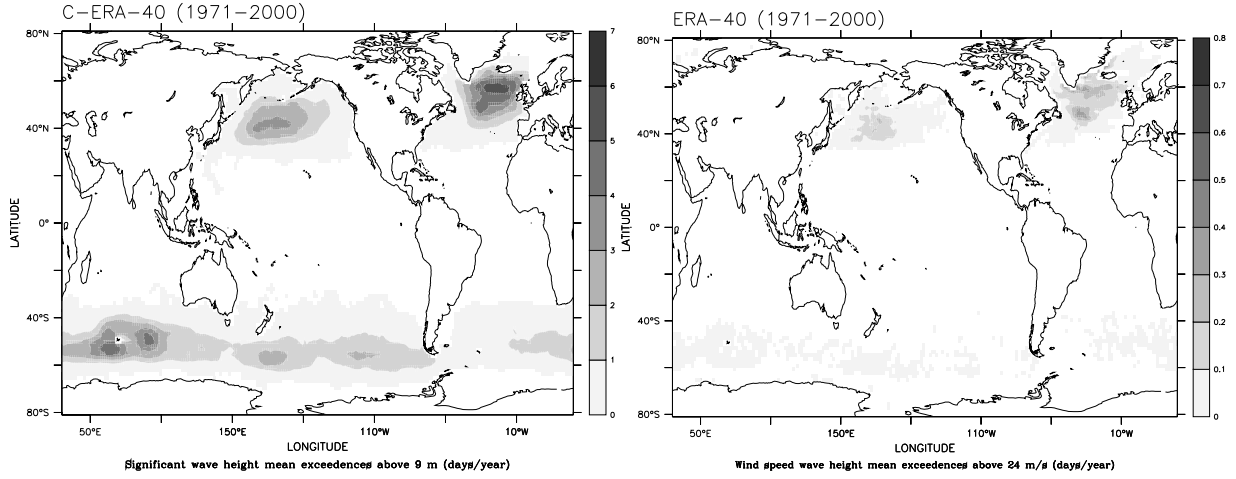 C-ERA-40 (1971-2000)
80°N
40°N
0°
40°S
80°S
LATITUDE
50°E
150°E
110°W
10°W
LONGITUDE
7
6
5
4
3
2
1
0
Significant wave height mean exceedences above 9 m (days/year)
ERA-40 (1971-2000)
80°N
40°N
0°
40°S
80°S
LATITUDE
50°E
150°E
110°W
10°W
LONGITUDE
0.8
0.7
0.6
0.5
0.4
0.3
0.2
0.1
0
Wind speed wave height mean exceedences above 24 m/s (days/year)